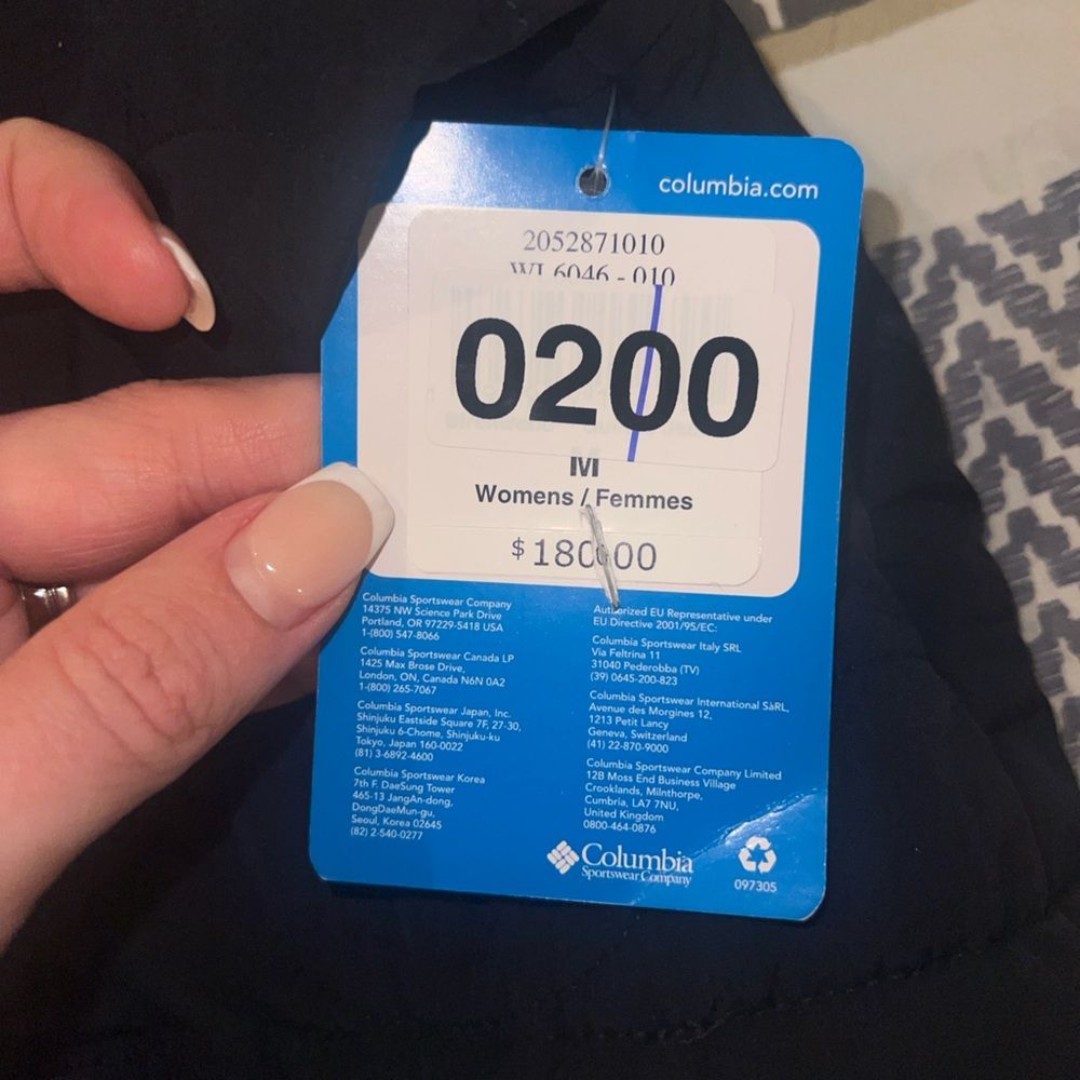 columbia.com
2052871010
WL6046 - 010
0200
M
Womens / Femmes
$180.00
Columbia Sportswear Company
14375 NW Science Park Drive
Portland, OR 97229-5418 USA
1-(800) 547-8066
Columbia Sportswear Canada LP
1425 Max Brose Drive,
London, ON, Canada N6N 0A2
1-(800) 265-7067
Columbia Sportswear Japan, Inc.
Shinjuku Eastside Square 7F, 27-30,
Shinjuku 6-Chome, Shinjuku-ku
Tokyo, Japan 160-0022
(81) 3-6892-4600
Columbia Sportswear Korea
7th F. DaeSung Tower
465-13 JangAn-dong,
DongDaeMun-gu,
Seoul, Korea 02645
(82) 2-540-0277
Authorized EU Representative under
EU Directive 2001/95/EC:
Columbia Sportswear Italy SRL
Via Feltrina 11
31040 Pederobba (TV)
(39) 0645-200-823
Columbia Sportswear International SàRL,
Avenue des Morgines 12,
1213 Petit Lancy
Geneva, Switzerland
(41) 22-870-9000
Columbia Sportswear Company Limited
12B Moss End Business Village
Crooklands, Milnthorpe,
Cumbria, LA7 7NU,
United Kingdom
0800-464-0876
Columbia
Sportswear Company
097305